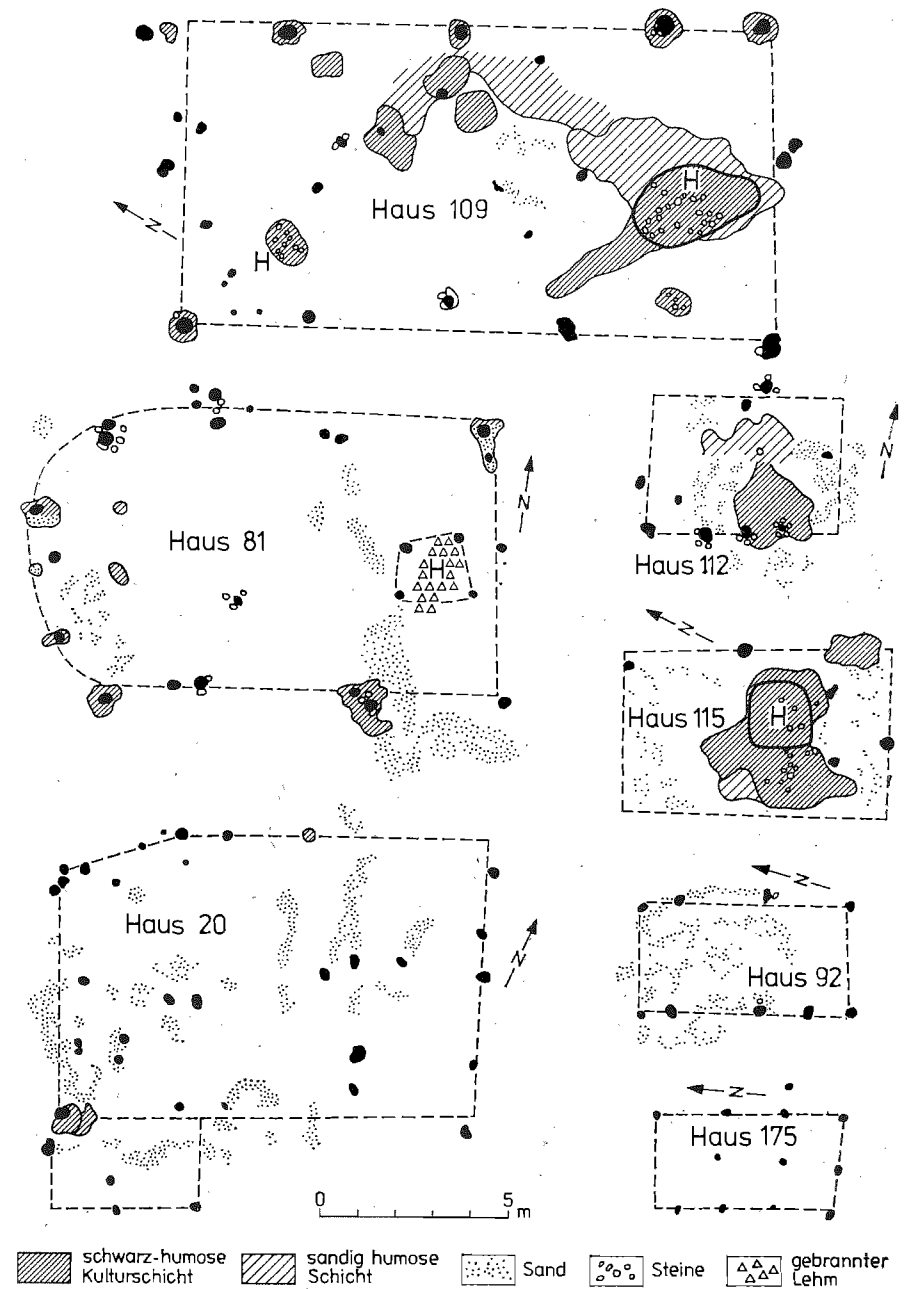 H
Haus 109
N
H
Haus 81
N
H
N
Haus 112
N
Haus 115
H
Haus 20
N
N
Haus 92
N
Haus 175
0 5
m
schwarz-humose
Kulturschicht
sandig humose
Schicht
Sand
Steine
gebrannter
Lehm